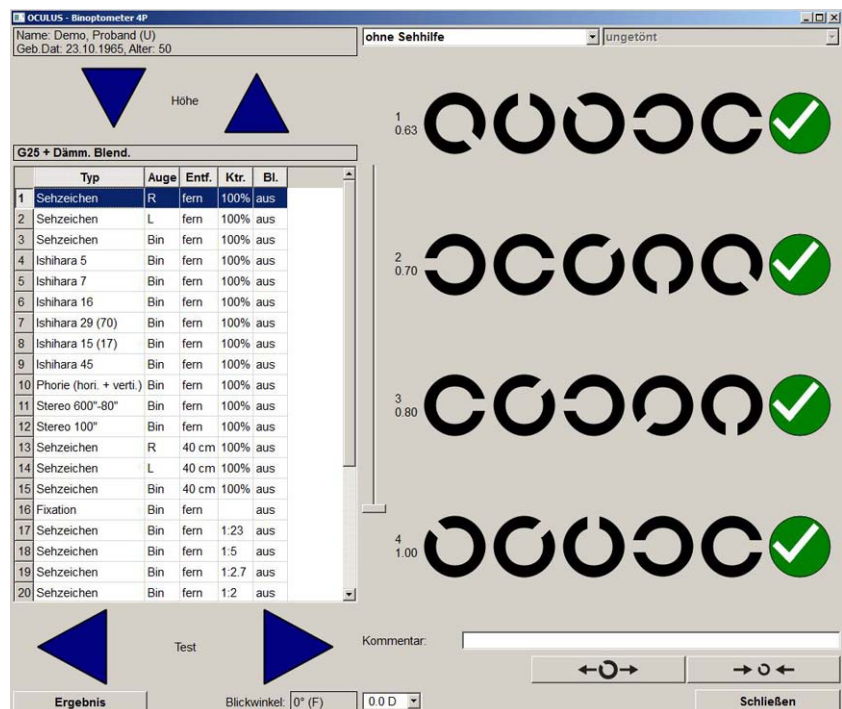 OCULUS - Binoptometer 4P
Name: Demo, Proband (U)
Geb.Dat: 23.10.1965, Alter: 50
ohne Sehhilfe
ungetönt
Höhe
G25 + Dämm. Blend.
Typ Auge Entf. Ktr. Bl.
1 Sehzeichen R fern 100% aus
2 Sehzeichen L fern 100% aus
3 Sehzeichen Bin fern 100% aus
4 Ishihara 5 Bin fern 100% aus
5 Ishihara 7 Bin fern 100% aus
6 Ishihara 16 Bin fern 100% aus
7 Ishihara 29 (70) Bin fern 100% aus
8 Ishihara 15 (17) Bin fern 100% aus
9 Ishihara 45 Bin fern 100% aus
10 Phorie (hori. + verti.) Bin fern 100% aus
11 Stereo 600"-80" Bin fern 100% aus
12 Stereo 100" Bin fern 100% aus
13 Sehzeichen R 40 cm 100% aus
14 Sehzeichen L 40 cm 100% aus
15 Sehzeichen Bin 40 cm 100% aus
16 Fixation Bin fern aus
17 Sehzeichen Bin fern 1:23 aus
18 Sehzeichen Bin fern 1:5 aus
19 Sehzeichen Bin fern 1:2.7 aus
20 Sehzeichen Bin fern 1:2 aus
1
0.63
2
0.70
3
0.80
4
1.00
Test
Kommentar:
Ergebnis
Blickwinkel: 0° (F)
0.0 D
Schließen